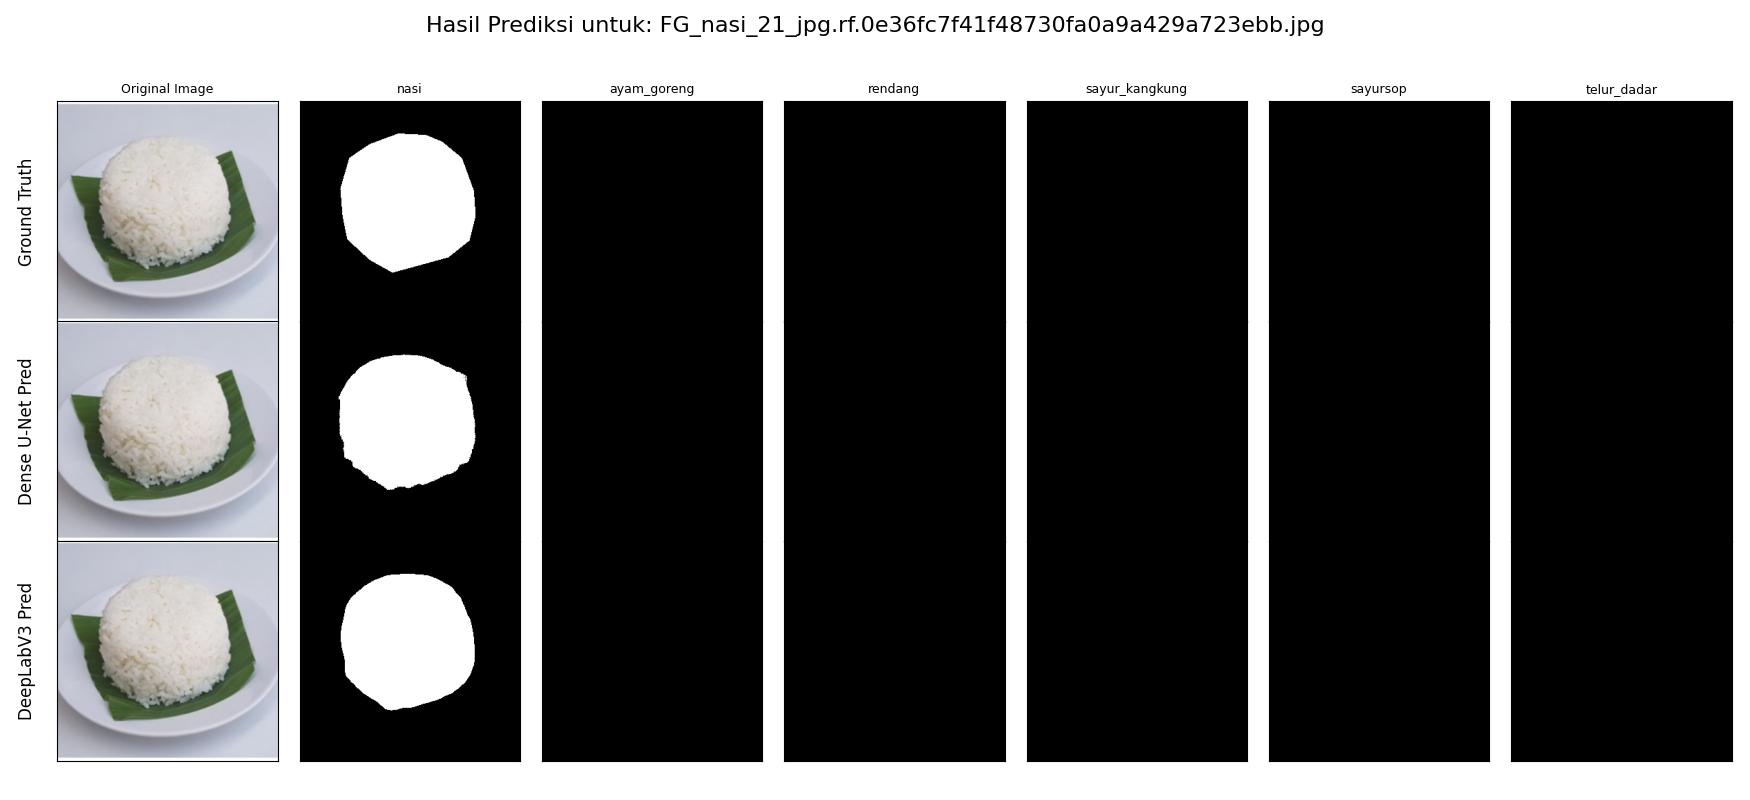 Hasil Prediksi untuk: FG_nasi_21_jpg.rf.0e36fc7f41f48730fa0a9a429a723ebb.jpg
Original Image nasi ayam_goreng rendang sayur_kangkung sayursop telur_dadar
Ground Truth
Dense U-Net Pred
DeepLabV3 Pred